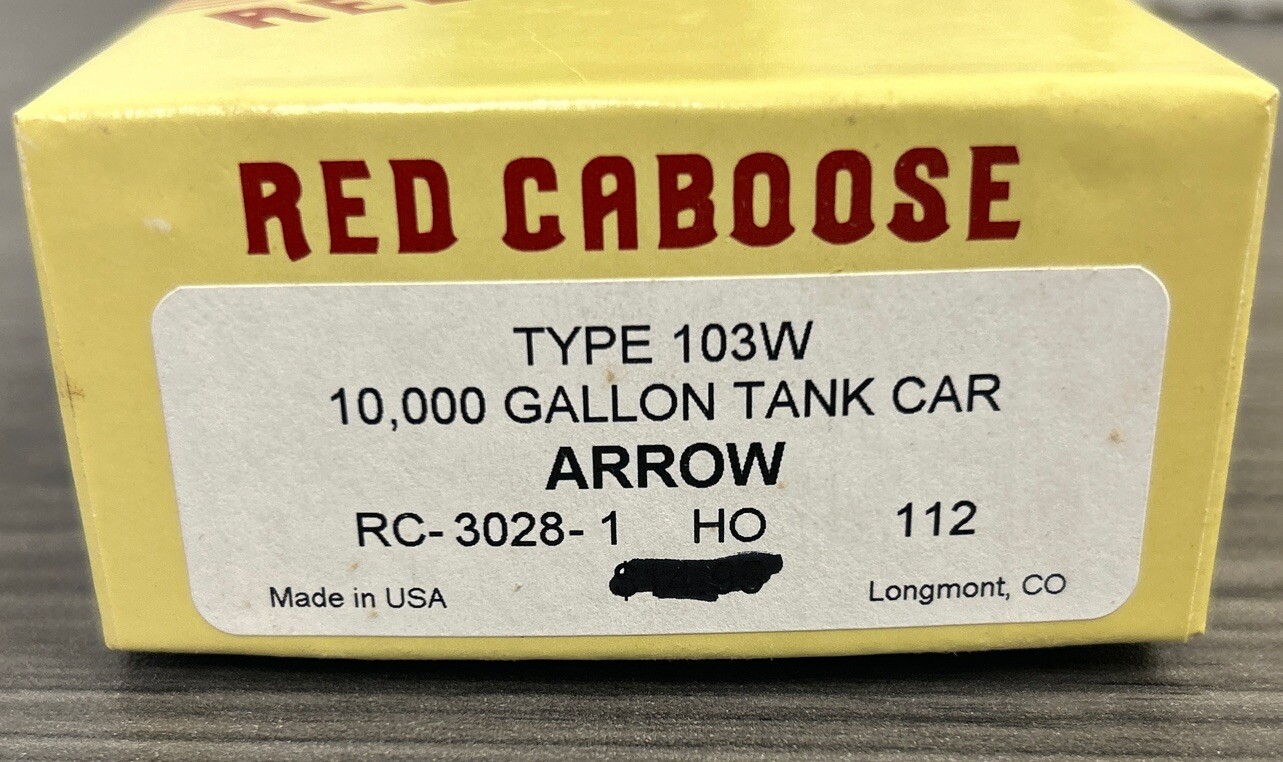 RED CABOOSE
TYPE 103W
10,000 GALLON TANK CAR
ARROW
RC- 3028- 1 HO 112
Made in USA Longmont, CO